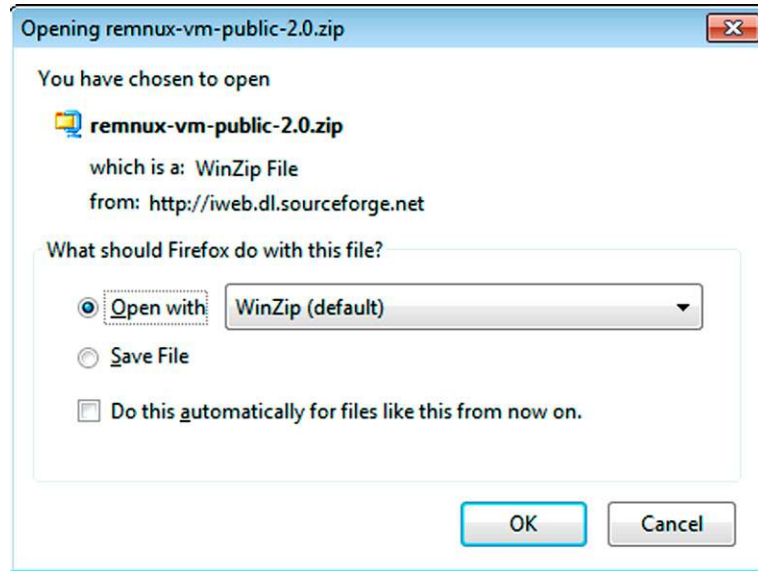 Opening remnux-vm-public-2.0.zip
You have chosen to open
remnux-vm-public-2.0.zip
which is a: WinZip File
from: http://iweb.dl.sourceforge.net
What should Firefox do with this file?
Open with WinZip (default)
Save File
Do this automatically for files like this from now on.
OK Cancel